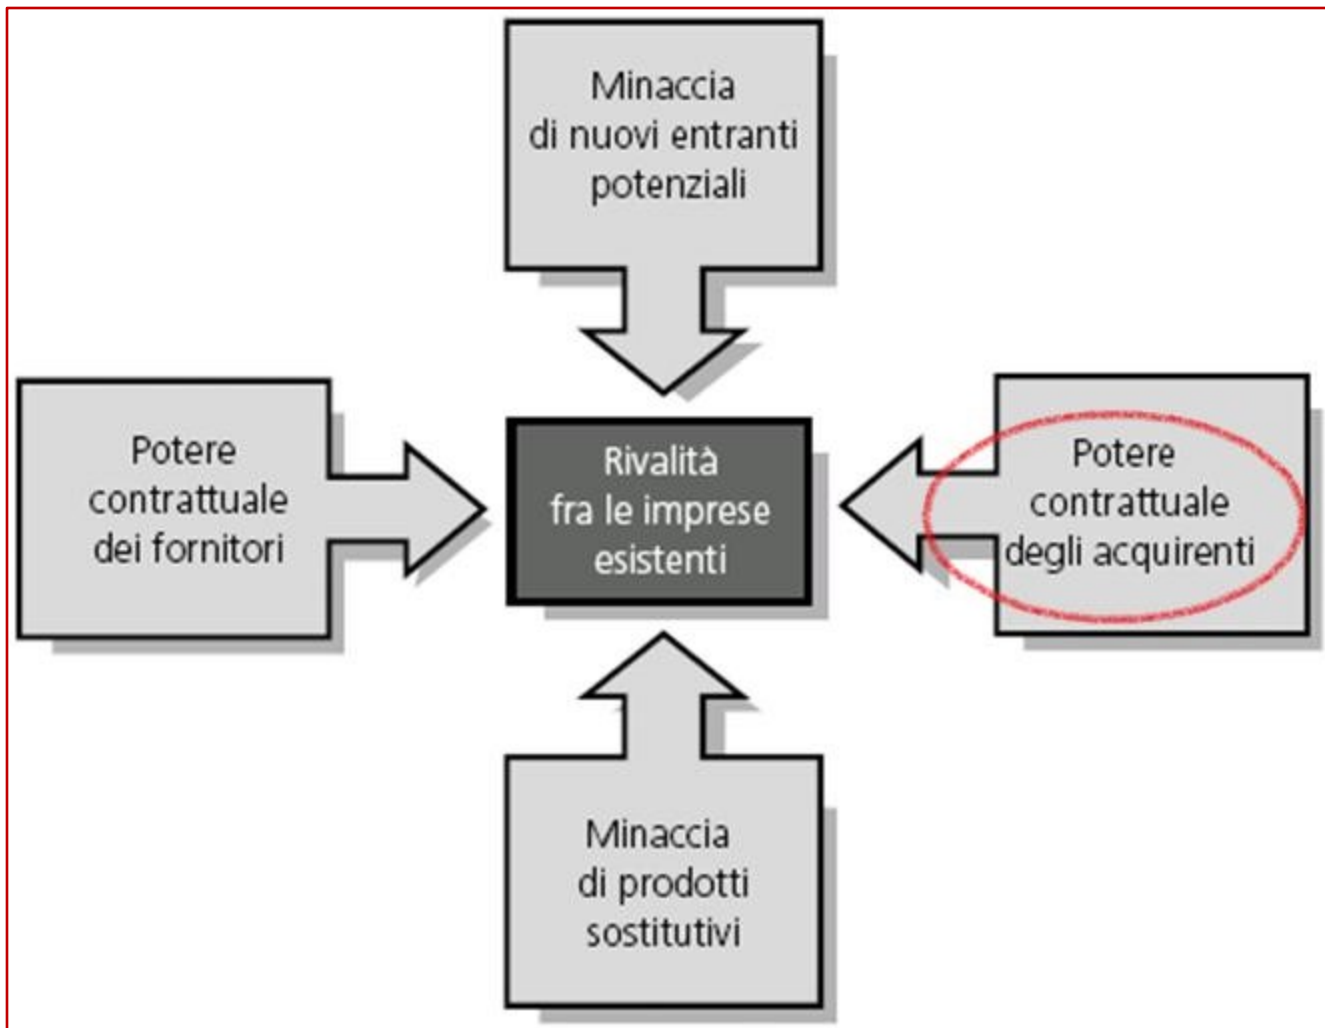 Minaccia
di nuovi entranti
potenziali
Potere
contrattuale
dei fornitori
Rivalità
fra le imprese
esistenti
Potere
contrattuale
degli acquirenti
Minaccia
di prodotti
sostitutivi